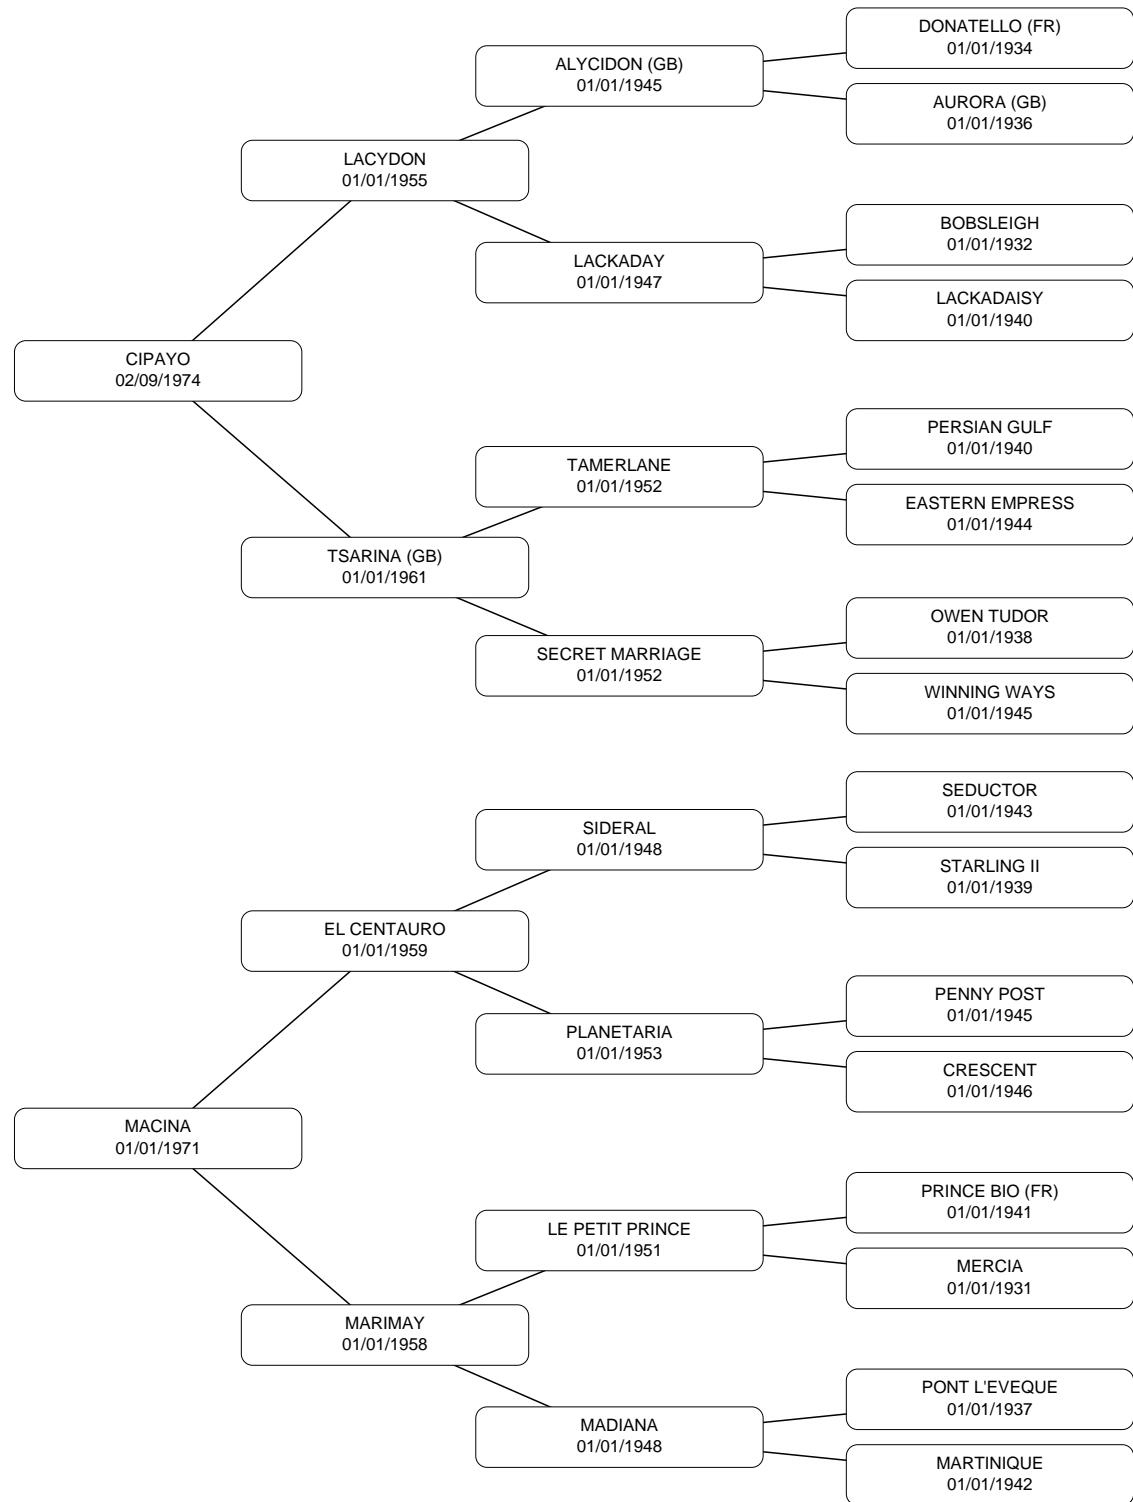 DONATELLO (FR)
01/01/1934
ALYCIDON (GB)
01/01/1945
AURORA (GB)
01/01/1936
LACYDON
01/01/1955
BOBSLEIGH
01/01/1932
LACKADAY
01/01/1947
LACKADAISY
01/01/1940
CIPAYO
02/09/1974
PERSIAN GULF
01/01/1940
TAMERLANE
01/01/1952
EASTERN EMPRESS
01/01/1944
TSARINA (GB)
01/01/1961
OWEN TUDOR
01/01/1938
SECRET MARRIAGE
01/01/1952
WINNING WAYS
01/01/1945
SEDUCTOR
01/01/1943
SIDERAL
01/01/1948
STARLING II
01/01/1939
EL CENTAURO
01/01/1959
PENNY POST
01/01/1945
PLANETARIA
01/01/1953
CRESCENT
01/01/1946
MACINA
01/01/1971
PRINCE BIO (FR)
01/01/1941
LE PETIT PRINCE
01/01/1951
MERCIA
01/01/1931
MARIMAY
01/01/1958
PONT L'EVEQUE
01/01/1937
MADIANA
01/01/1948
MARTINIQUE
01/01/1942